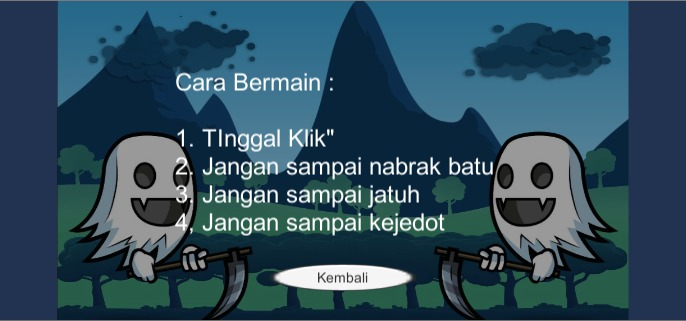 Cara Bermain :
1. TInggal Klik"
2. Jangan sampai nabrak batu
3. Jangan sampai jatuh
4, Jangan sampai kejedot
Kembali